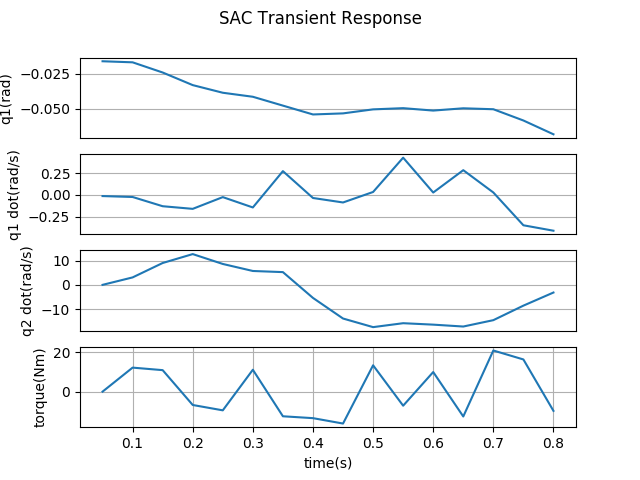 SAC Transient Response
q1(rad)
−0.025
−0.050
q1 dot(rad/s)
0.25
0.00
−0.25
q2 dot(rad/s)
10
0
−10
torque(Nm)
20
0
0.1 0.2 0.3 0.4 0.5 0.6 0.7 0.8
time(s)